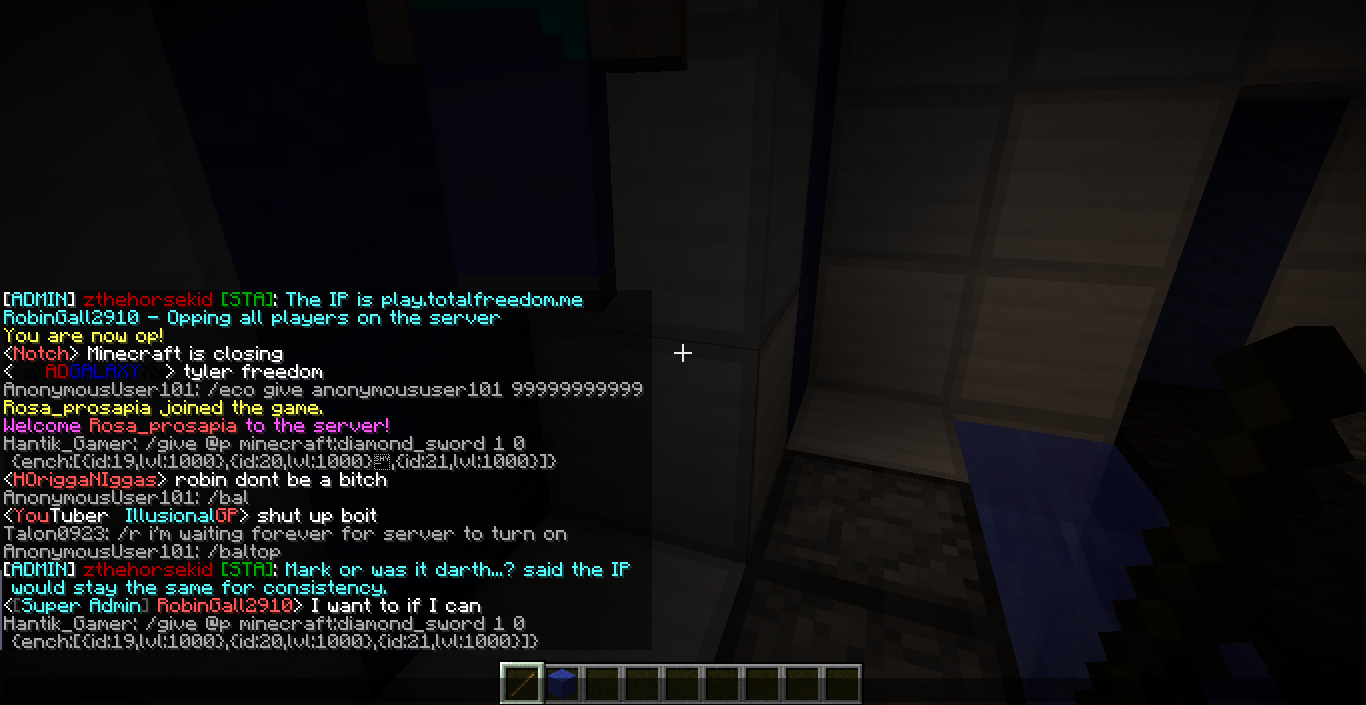 [ADMIN] zthehorsekid [STA]: The IP is play.totalfreedom.me
RobinGall2910 - Opping all players on the server
You are now op!
<Notch> Minecraft is closing
< ADGALAXY > tyler freedom
AnonymousUser101: /eco give anonymoususer101 99999999999
Rosa_prosapia joined the game.
Welcome Rosa_prosapia to the server!
Hantik_Gamer: /give @p minecraft:diamond_sword 1 0
{ench:[{id:19,lvl:1000},{id:20,lvl:1000},{id:21,lvl:1000}]}
<HOriggaNIggas> robin dont be a bitch
AnonymousUser101: /bal
<YouTuber IllusionalGP> shut up boit
Talon0923: /r i'm waiting forever for server to turn on
AnonymousUser101: /baltop
[ADMIN] zthehorsekid [STA]: Mark or was it darth...? said the IP
would stay the same for consistency.
<[Super Admin] RobinGall2910> I want to if I can
Hantik_Gamer: /give @p minecraft:diamond_sword 1 0
{ench:[{id:19,lvl:1000},{id:20,lvl:1000},{id:21,lvl:1000}]}